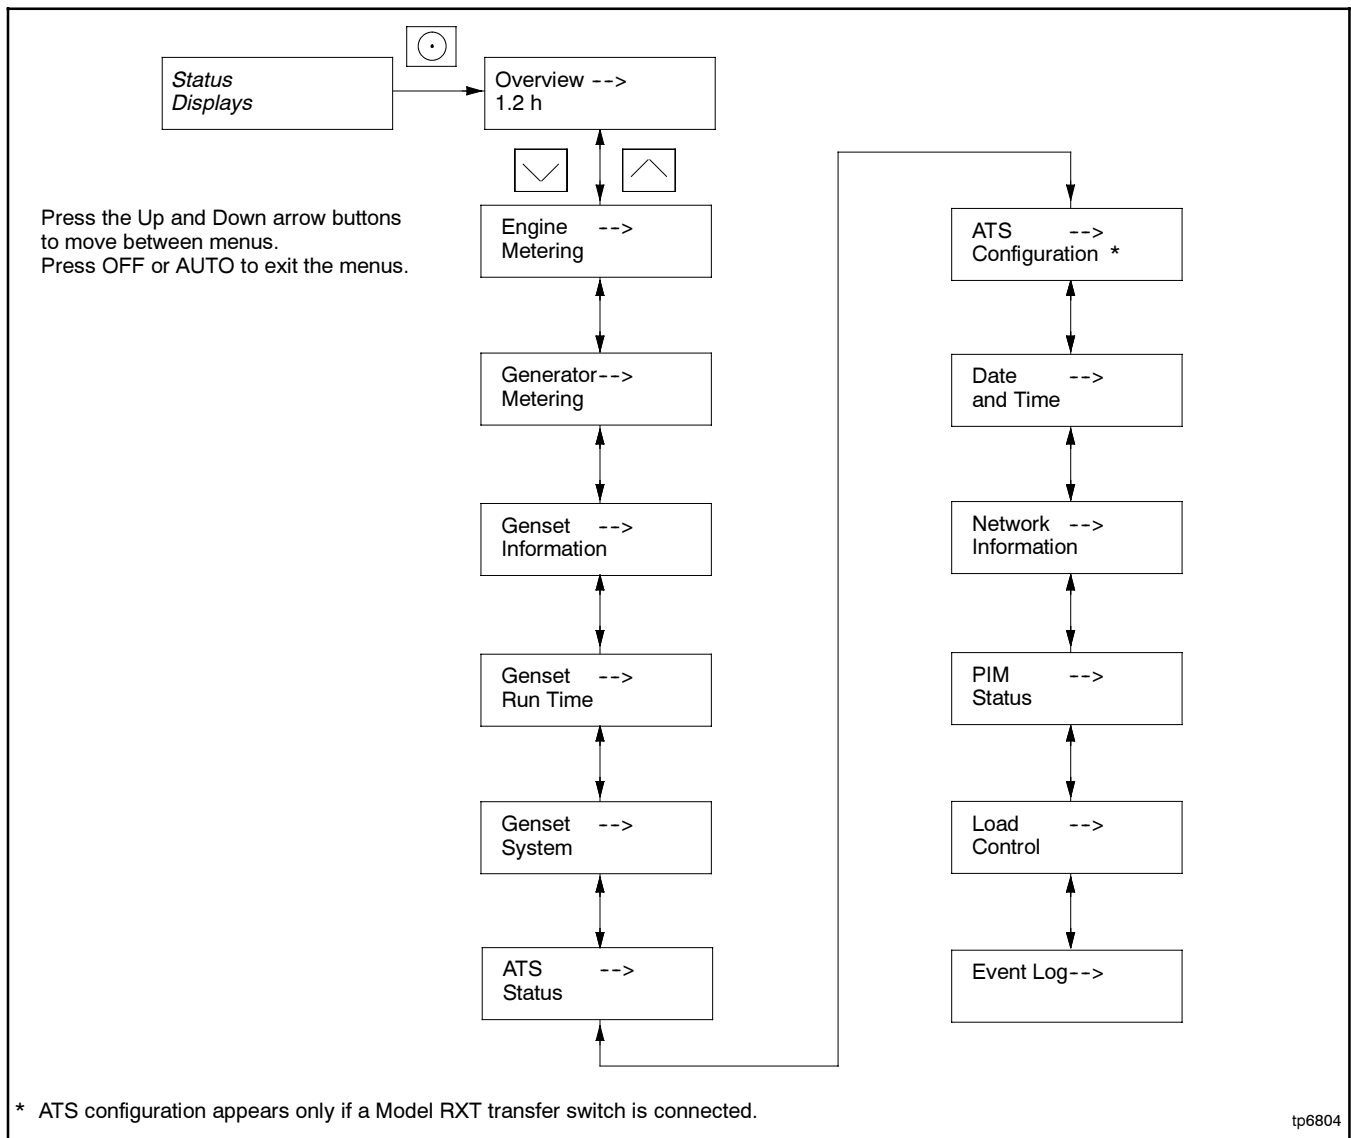 Status
Displays
Overview -->
1.2 h
Press the Up and Down arrow buttons
to move between menus.
Press OFF or AUTO to exit the menus.
Engine -->
Metering
Generator-->
Metering
Genset -->
Information
Genset -->
Run Time
Genset -->
System
ATS -->
Status
ATS -->
Configuration *
Date -->
and Time
Network -->
Information
PIM -->
Status
Load -->
Control
Event Log-->
* ATS configuration appears only if a Model RXT transfer switch is connected.
tp6804